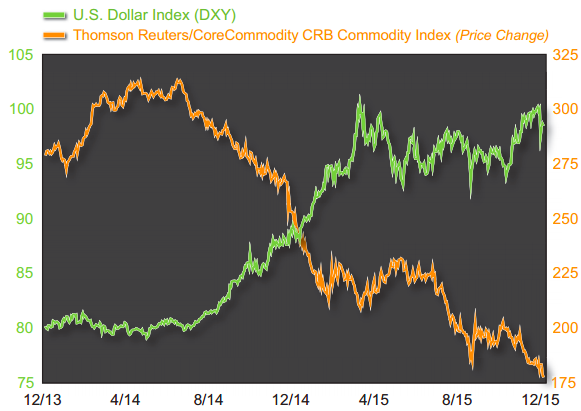 U.S. Dollar Index (DXY)
Thomson Reuters/CoreCommodity CRB Commodity Index (Price Change)
105 325
100 300
95 275
90 250
85 225
80 200
75 175
12/13 4/14 8/14 12/14 4/15 8/15 12/15